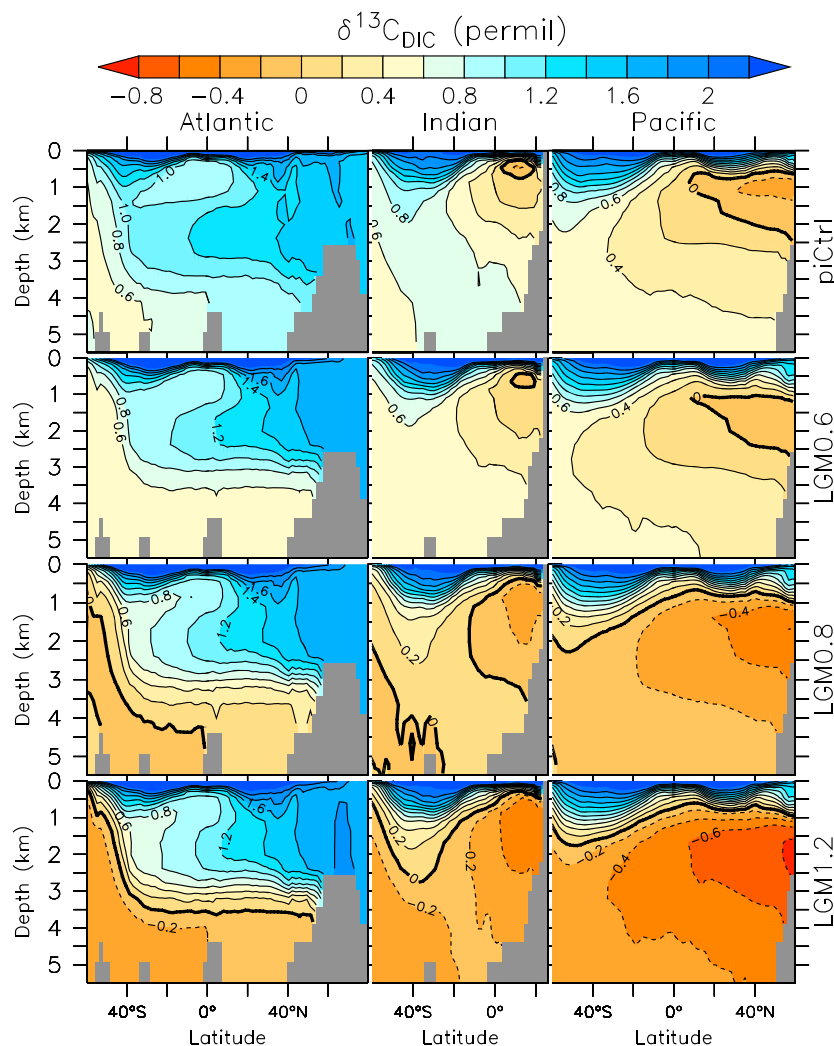 δ13CDIC (permil)
−0.8 −0.4 0 0.4 0.8 1.2 1.6 2
Atlantic Indian Pacific
0 1 2 3 4 5
Depth (km)
1.0 1.4 1.0 0.8 0.6
0.8 0.6
0.8 0.6 0 0.4
piCtrl
0 1 2 3 4 5
Depth (km)
0.8 0.6 1.6 1.4 1.2
0.6
0.6 0.4 0
LGM0.6
0 1 2 3 4 5
Depth (km)
0.6 0.8 1.6 1.4 1.2
0.2 0
0.2 0 −0.4
LGM0.8
0 1 2 3 4 5
Depth (km)
0.6 0.8 1.6 1.2 −0.2
0.2 0 −0.2
−0.2 −0.4 −0.6
LGM1.2
40°S 0° 40°N 40°S 0° 40°S 0° 40°N
Latitude Latitude Latitude